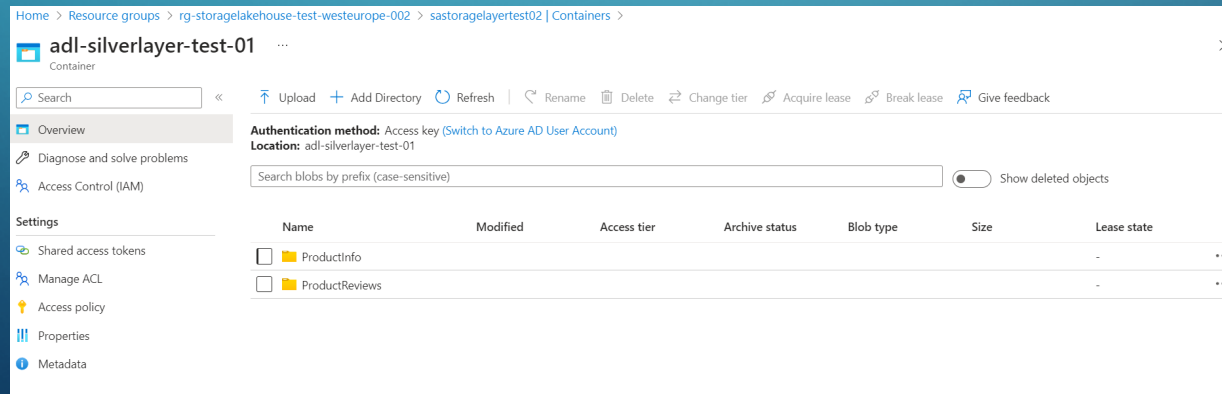 Home > Resource groups > rg-storagelakehouse-test-westeurope-002 > sastoragelayertest02 | Containers >
adl-silverlayer-test-01 ...
Container
Search «
Upload Add Directory Refresh Rename Delete Change tier Acquire lease Break lease Give feedback
Overview
Diagnose and solve problems
Access Control (IAM)
Settings
Shared access tokens
Manage ACL
Access policy
Properties
Metadata
Authentication method: Access key (Switch to Azure AD User Account)
Location: adl-silverlayer-test-01
Search blobs by prefix (case-sensitive) Show deleted objects
Name Modified Access tier Archive status Blob type Size Lease state
ProductInfo -
ProductReviews -